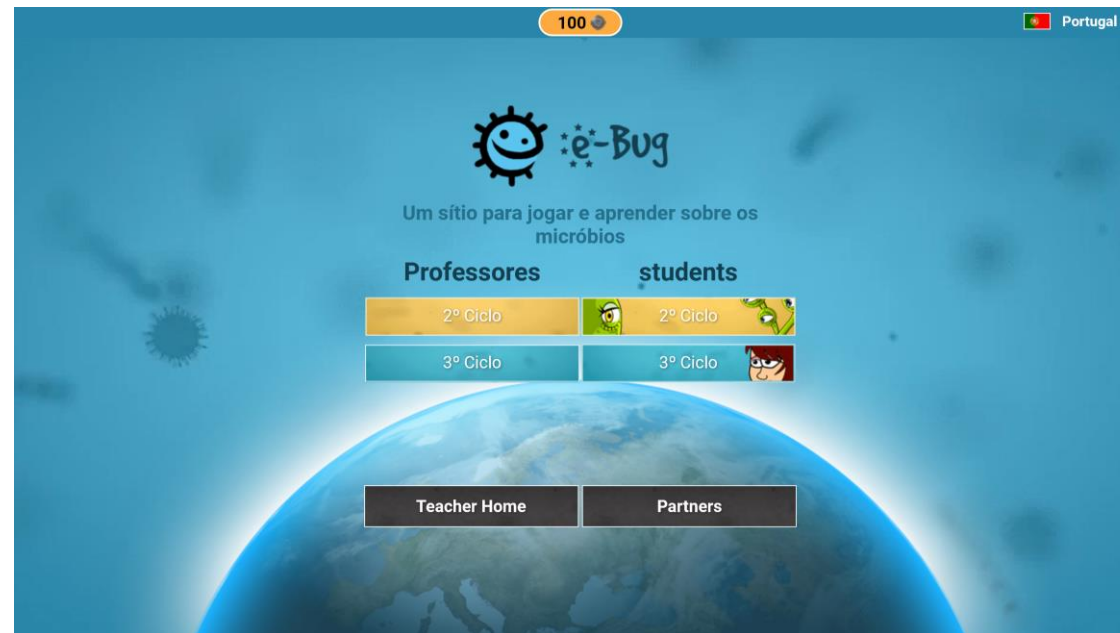 100
Portugal
e-Bug
Um sítio para jogar e aprender sobre os
micróbios
Professores students
2º Ciclo 2º Ciclo
3º Ciclo 3º Ciclo
Teacher Home Partners